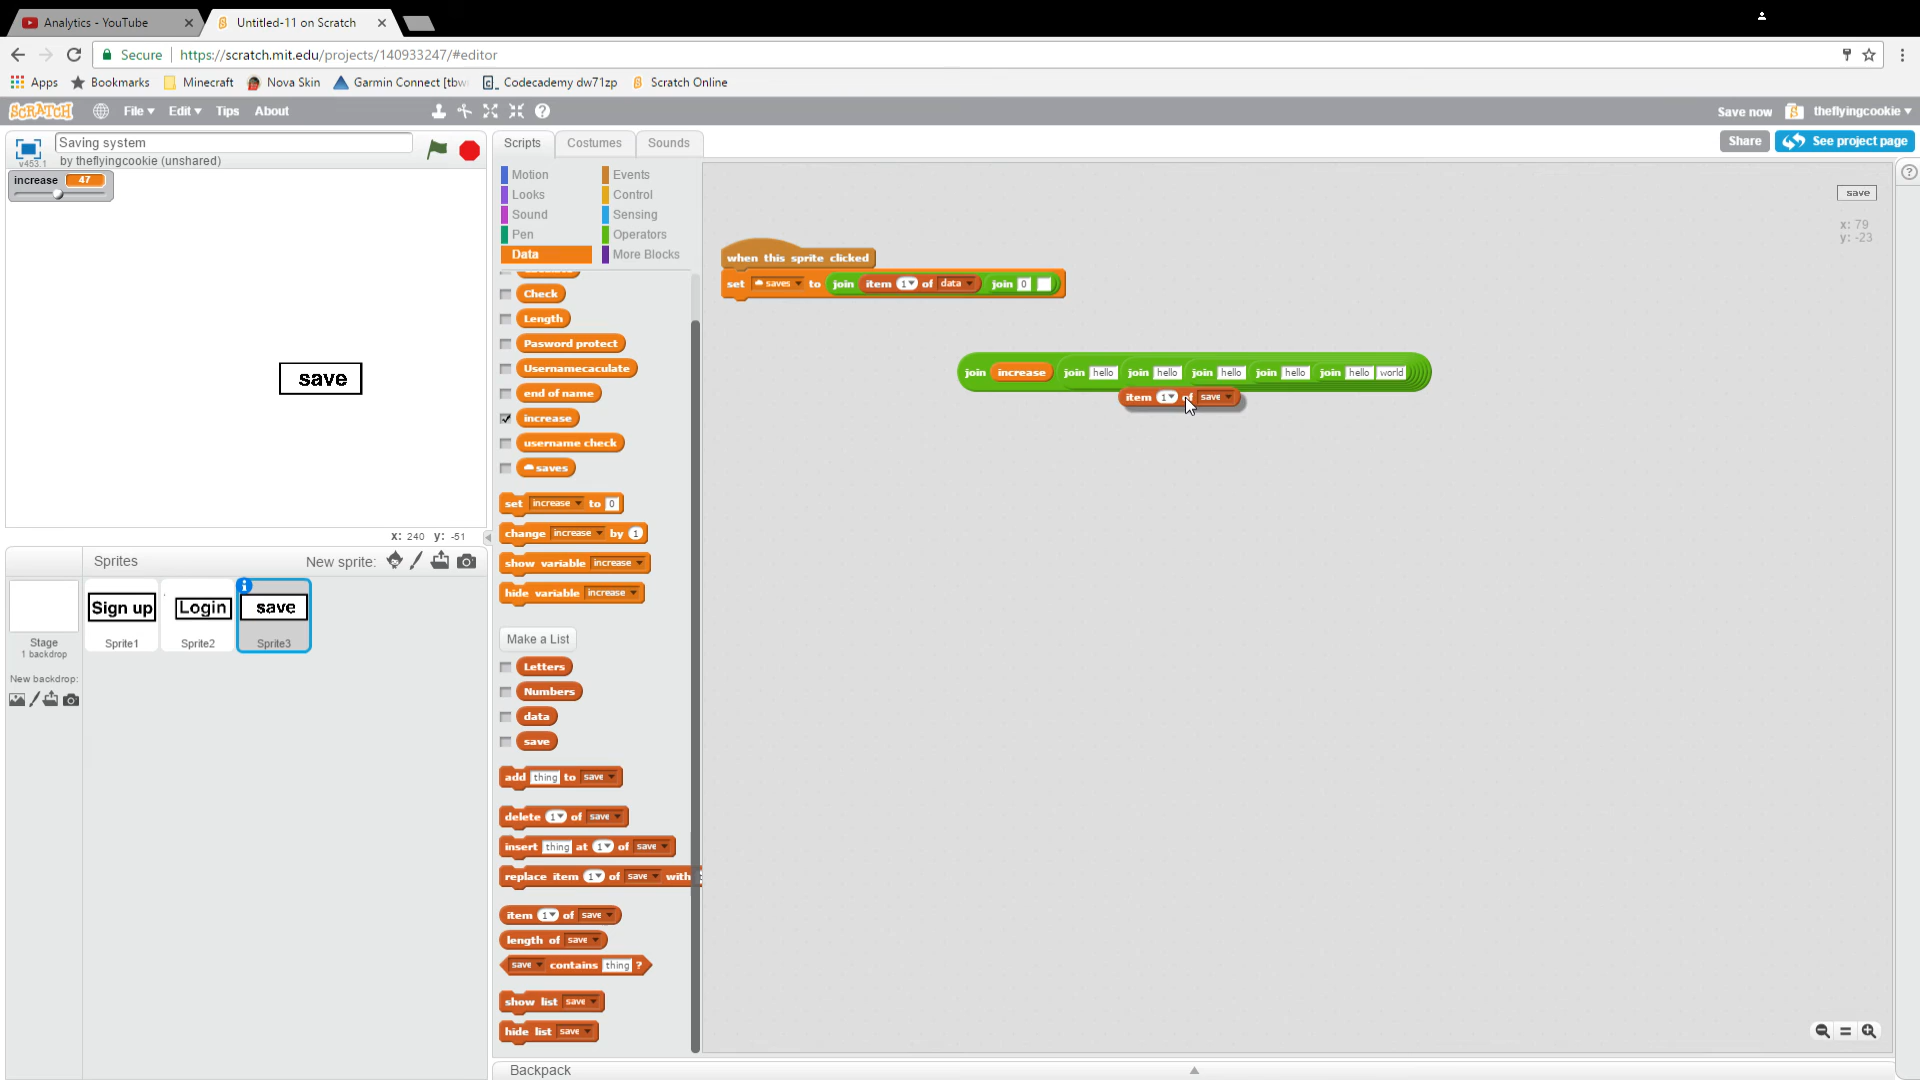 Analytics - YouTube
Untitled-11 on Scratch
Secure https://scratch.mit.edu/projects/140933247/#editor
Apps Bookmarks Minecraft Nova Skin Garmin Connect [tbw Codecademy dw71zp Scratch Online
SCRATCH File Edit Tips About Save now theflyingcookie
v453.1 Saving system
by theflyingcookie (unshared)
Scripts Costumes Sounds
Share See project page
increase 47
Motion Events
Looks Control
Sound Sensing
Pen Operators
Data More Blocks
save
x: 79
y: -23
when this sprite clicked
set saves to join item 1 of data join 0
Check
Length
Pasword protect
Usernamecaculate
end of name
increase
username check
saves
join increase join hello join hello join hello join hello join hello world
item 1 of save
save
set increase to 0
change increase by 1
show variable increase
hide variable increase
x: 240 y: -51
Sprites New sprite:
Sign up Login save
Stage Sprite1 Sprite2 Sprite3
1 backdrop
New backdrop:
Make a List
Letters
Numbers
data
save
add thing to save
delete 1 of save
insert thing at 1 of save
replace item 1 of save with
item 1 of save
length of save
save contains thing ?
show list save
hide list save
Backpack